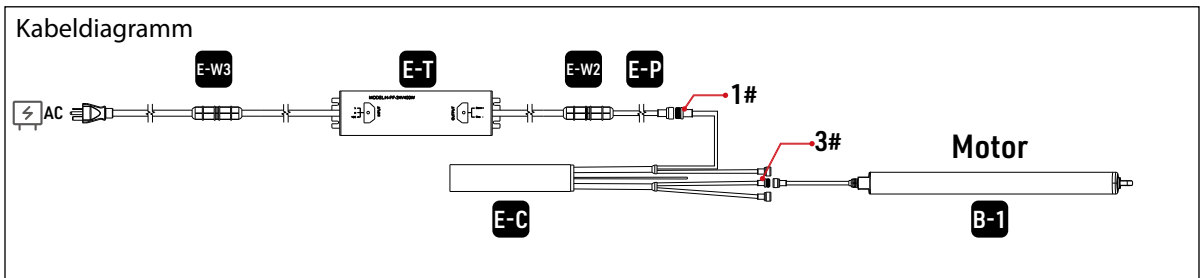 Kabeldiagramm
E-W3
E-T
E-W2
E-P
1#
AC
3#
Motor
E-C
B-1